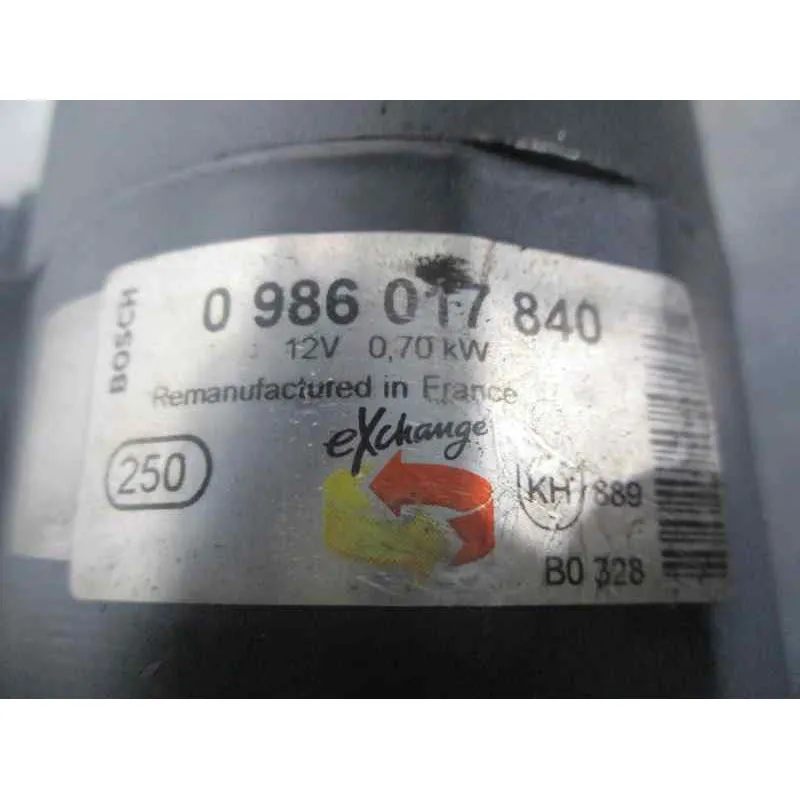 BOSCH
0 986 017 840
12V 0,70 kW
Remanufactured in France
eXchange
250
KH 889
B0 328